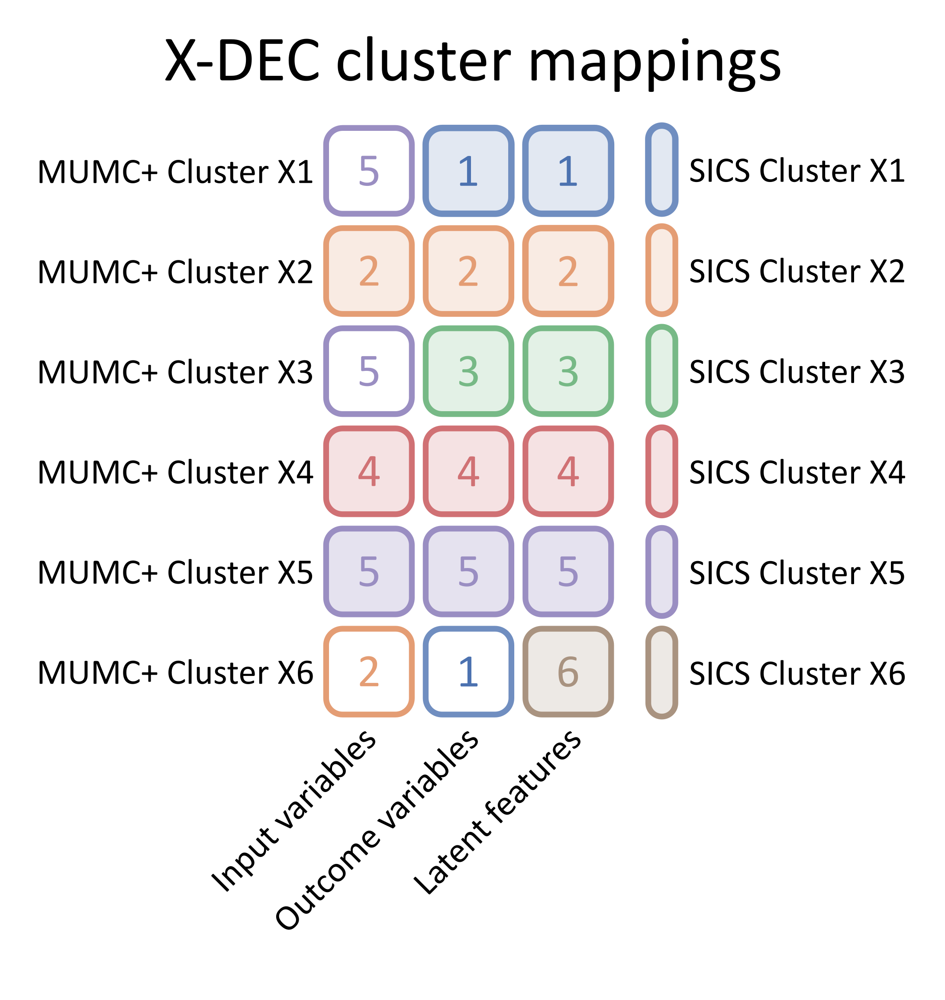 X-DEC cluster mappings
MUMC+ Cluster X1 5 1 1 SICS Cluster X1
MUMC+ Cluster X2 2 2 2 SICS Cluster X2
MUMC+ Cluster X3 5 3 3 SICS Cluster X3
MUMC+ Cluster X4 4 4 4 SICS Cluster X4
MUMC+ Cluster X5 5 5 5 SICS Cluster X5
MUMC+ Cluster X6 2 1 6 SICS Cluster X6
Input variables
Outcome variables
Latent features